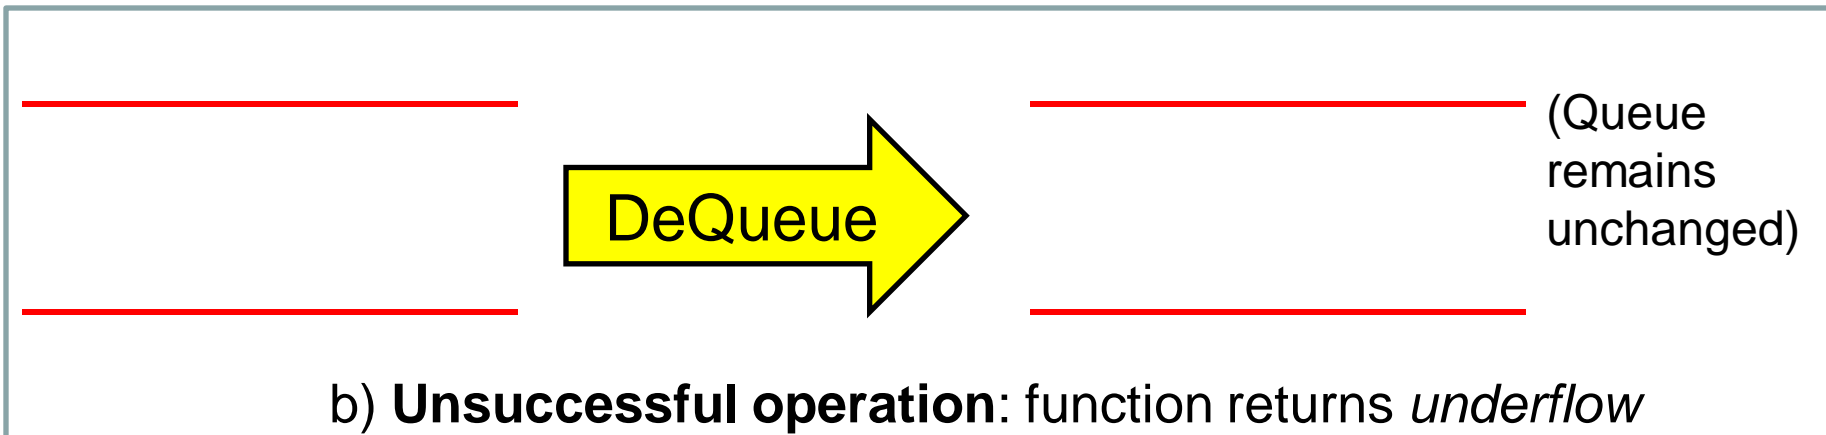 DeQueue
(Queue
remains
unchanged)
b) Unsuccessful operation: function returns underflow